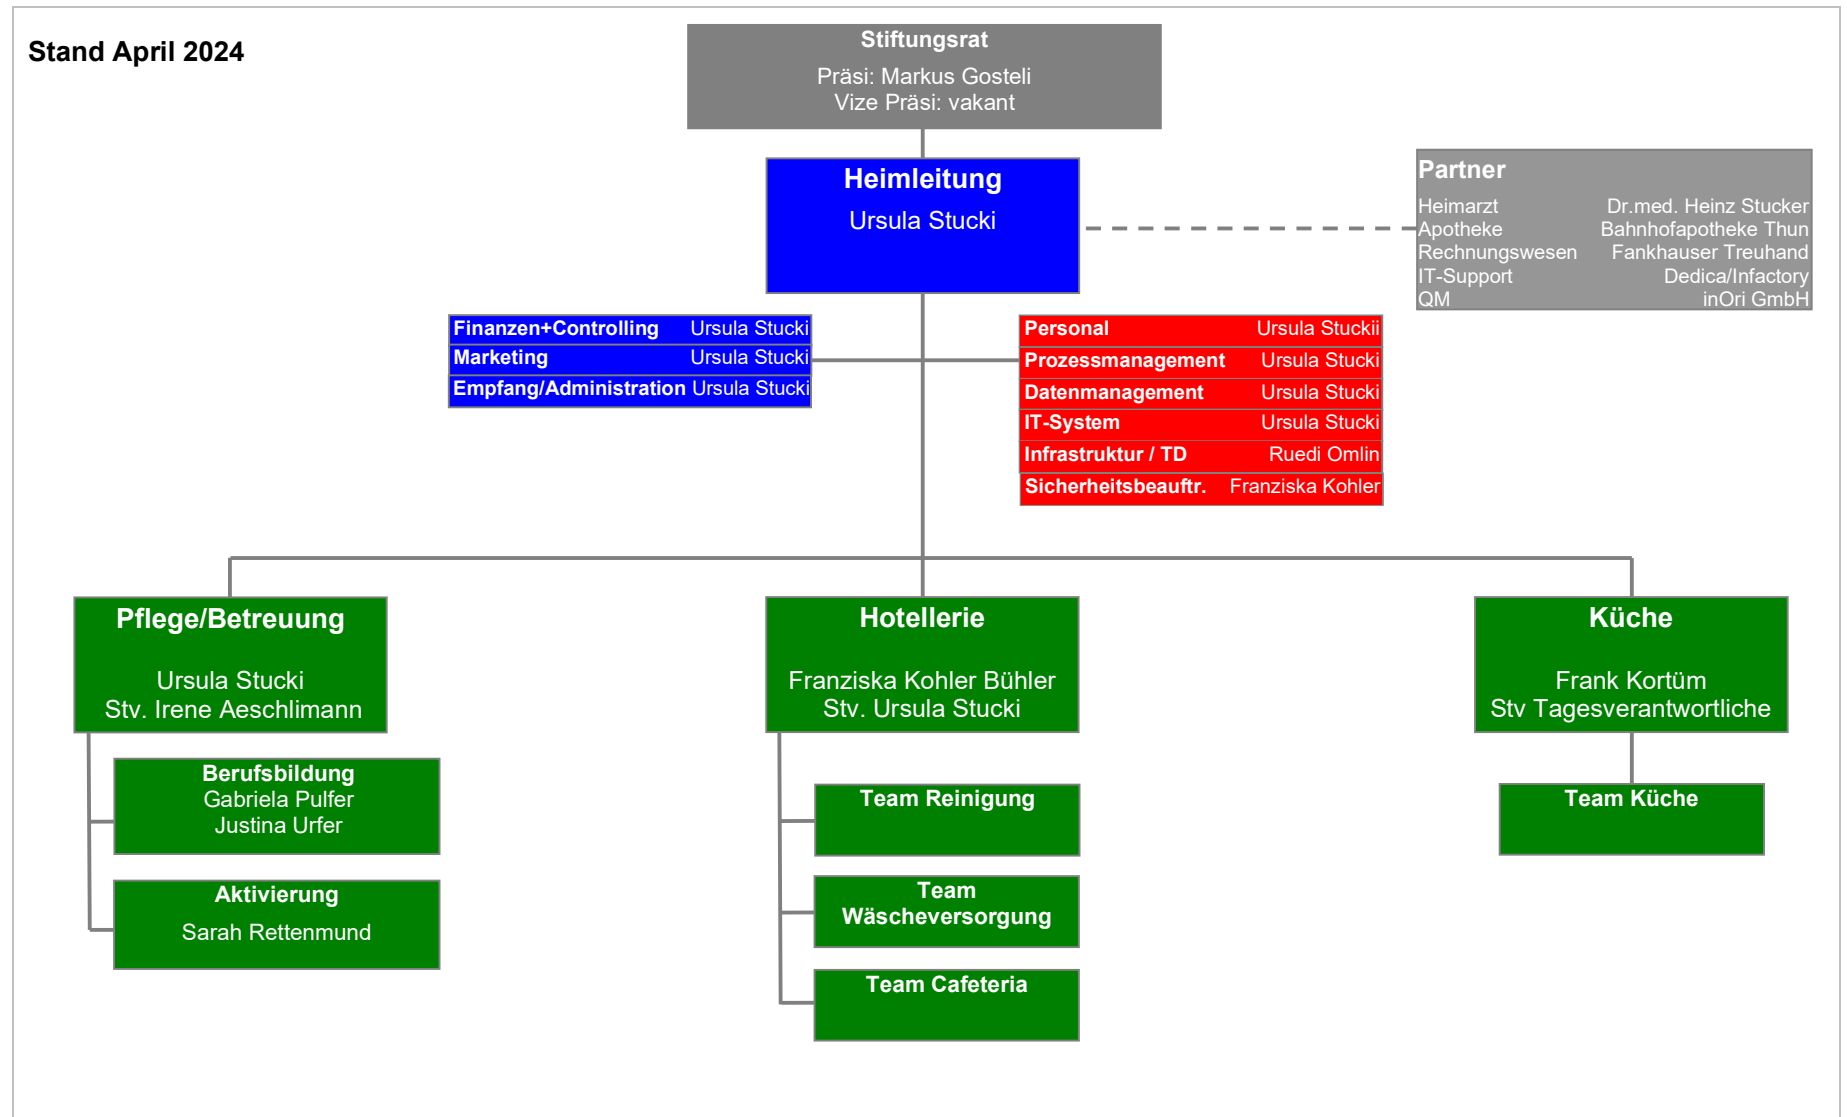 Stand April 2024
Stiftungsrat
Präsi: Markus Gosteli
Vize Präsi: vakant
Heimleitung
Ursula Stucki
Partner
Heimarzt Dr.med. Heinz Stucker
Apotheke Bahnhofapotheke Thun
Rechnungswesen Fankhauser Treuhand
IT-Support Dedica/Infactory
QM inOri GmbH
Finanzen+Controlling Ursula Stucki
Marketing Ursula Stucki
Empfang/Administration Ursula Stucki
Personal Ursula Stuckii
Prozessmanagement Ursula Stucki
Datenmanagement Ursula Stucki
IT-System Ursula Stucki
Infrastruktur / TD Ruedi Omlin
Sicherheitsbeauftr. Franziska Kohler
Pflege/Betreuung
Ursula Stucki
Stv. Irene Aeschlimann
Berufsbildung
Gabriela Pulfer
Justina Urfer
Aktivierung
Sarah Rettenmund
Hotellerie
Franziska Kohler Bühler
Stv. Ursula Stucki
Team Reinigung
Team
Wäscheversorgung
Team Cafeteria
Küche
Frank Kortüm
Stv Tagesverantwortliche
Team Küche